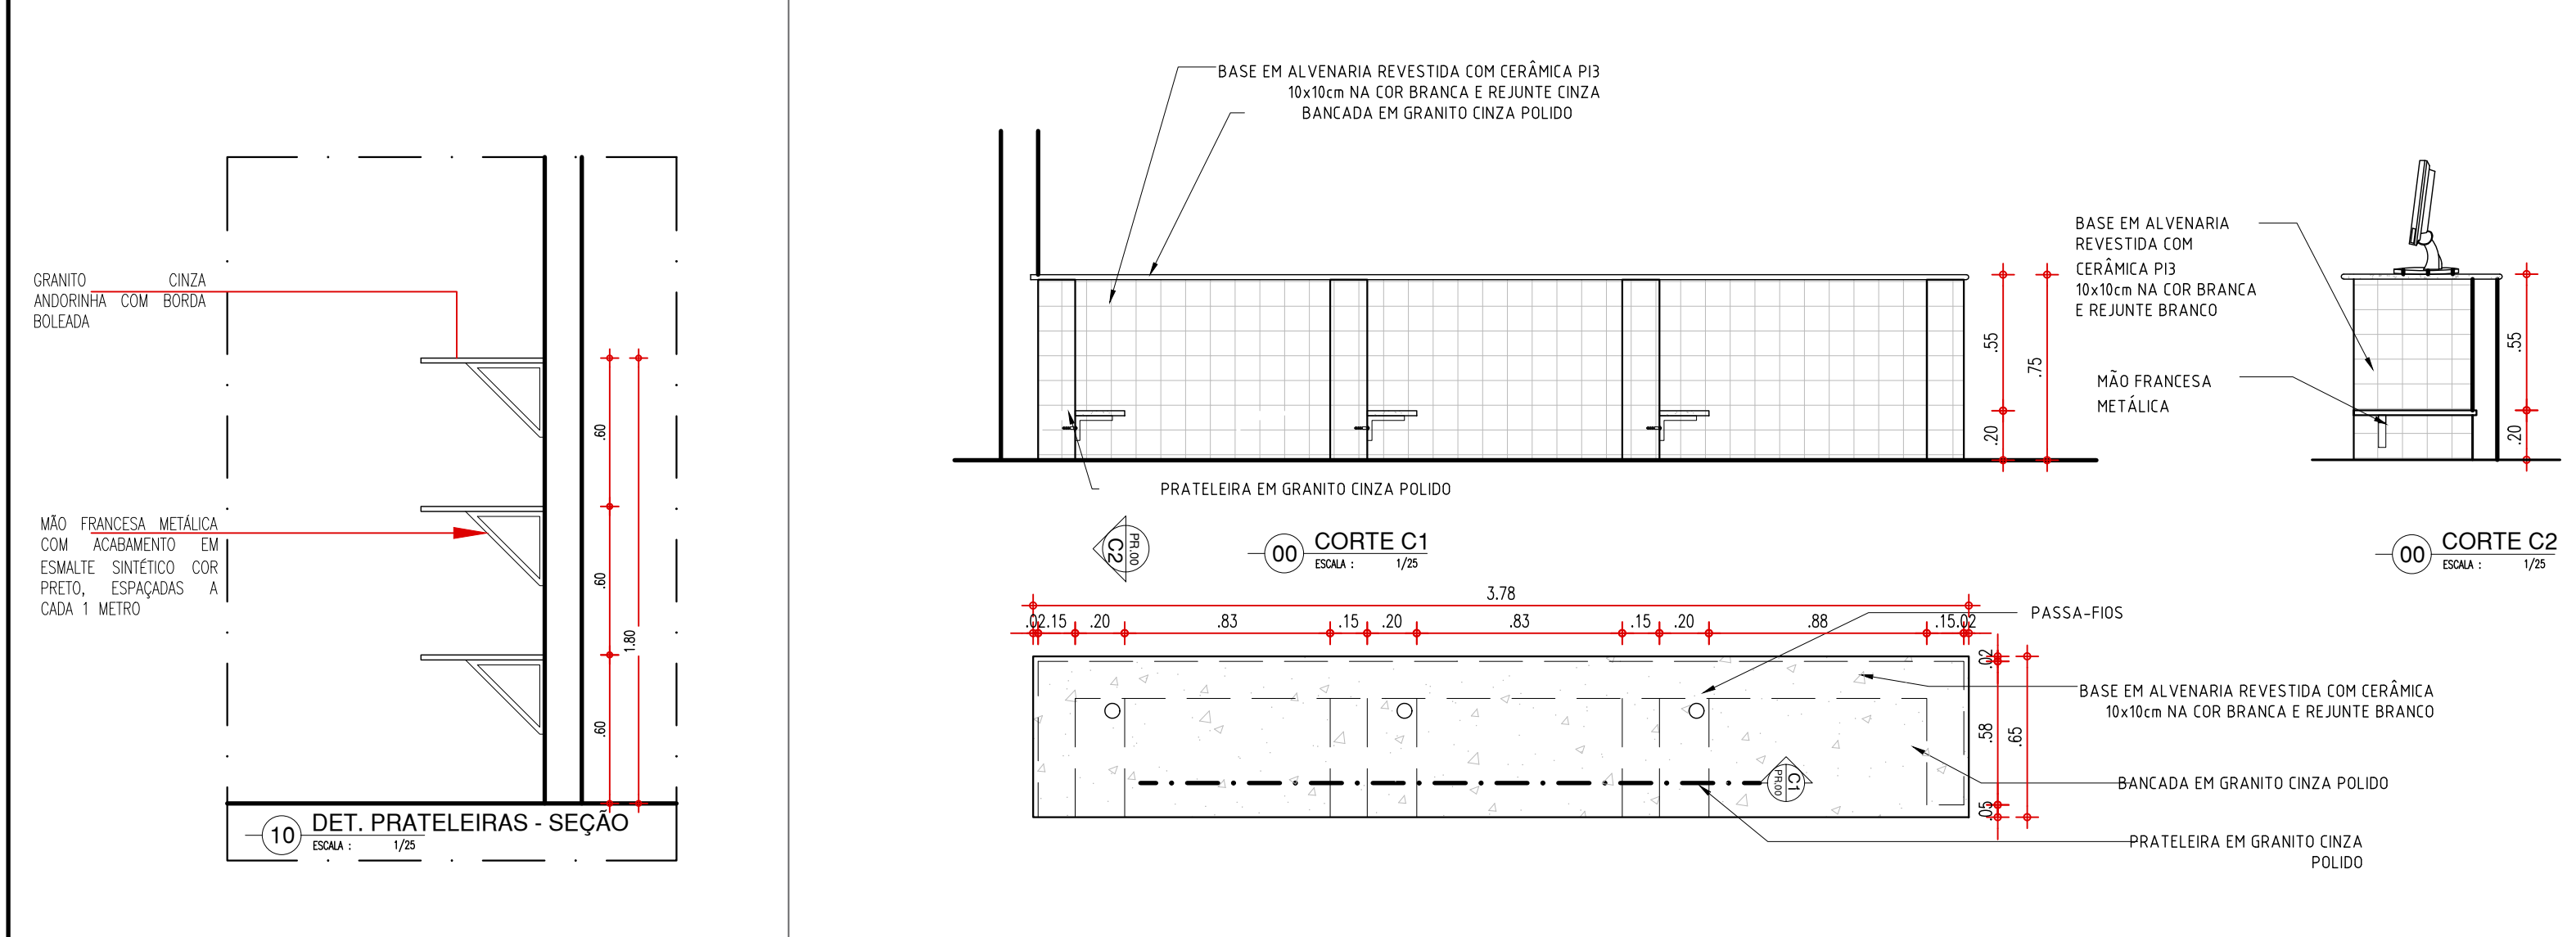 GRANITO CINZA
ANDORINHA COM BORDA
BOLEADA
MÃO FRANCESA METÁLICA
COM ACABAMENTO EM
ESMALTE SINTÉTICO COR
PRETO, ESPAÇADAS A
CADA 1 METRO
.60
.60
.60
1.80
10
DET. PRATELEIRAS - SEÇÃO
ESCALA : 1/25
BASE EM ALVENARIA REVESTIDA COM CERÂMICA PI3
10x10cm NA COR BRANCA E REJUNTE CINZA
BANCADA EM GRANITO CINZA POLIDO
.55
.75
.20
PRATELEIRA EM GRANITO CINZA POLIDO
PR.00
C2
00
CORTE C1
ESCALA : 1/25
BASE EM ALVENARIA
REVESTIDA COM
CERÂMICA PI3
10x10cm NA COR BRANCA
E REJUNTE BRANCO
MÃO FRANCESA
METÁLICA
.55
.20
00
CORTE C2
ESCALA : 1/25
3.78
.02 .15 .20 .83 .15 .20 .83 .15 .20 .88 .15 .02
PASSA-FIOS
.02
.58
.65
.05
BASE EM ALVENARIA REVESTIDA COM CERÂMICA
10x10cm NA COR BRANCA E REJUNTE BRANCO
BANCADA EM GRANITO CINZA POLIDO
C1
PR.00
PRATELEIRA EM GRANITO CINZA
POLIDO